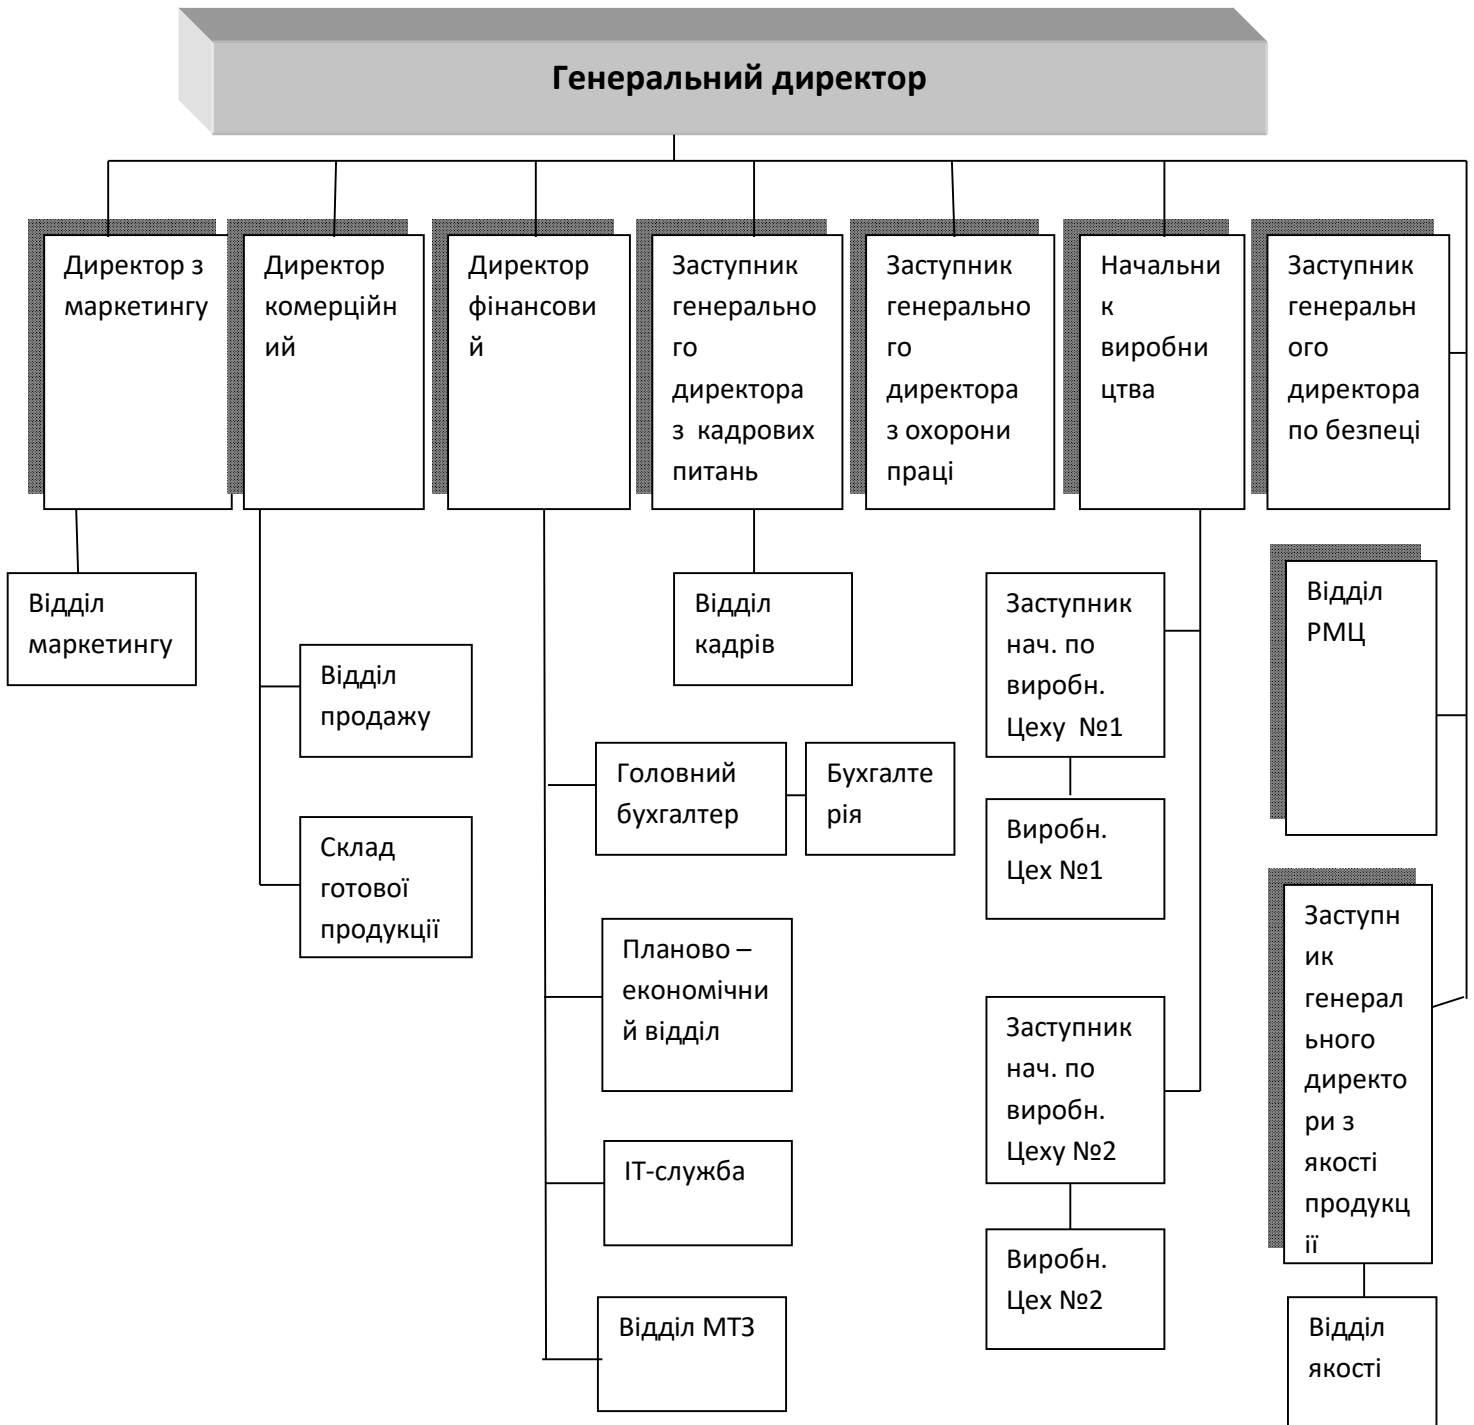 Генеральний директор
Директор з
маркетингу
Директор
комерційн
ий
Директор
фінансови
й
Заступник
генерально
го
директора
з  кадрових
питань
Заступник
генерально
го
директора
з охорони
праці
Начальни
к
виробни
цтва
Заступник
генеральн
ого
директора
по безпеці
Відділ
маркетингу
Відділ
продажу
Склад
готової
продукції
Відділ
кадрів
Головний
бухгалтер
Бухгалте
рія
Планово –
економічни
й відділ
ІТ-служба
Відділ МТЗ
Заступник
нач. по
виробн.
Цеху  №1
Виробн.
Цех №1
Заступник
нач. по
виробн.
Цеху №2
Виробн.
Цех №2
Відділ
РМЦ
Заступн
ик
генерал
ьного
директо
ри з
якості
продукц
ії
Відділ
якості